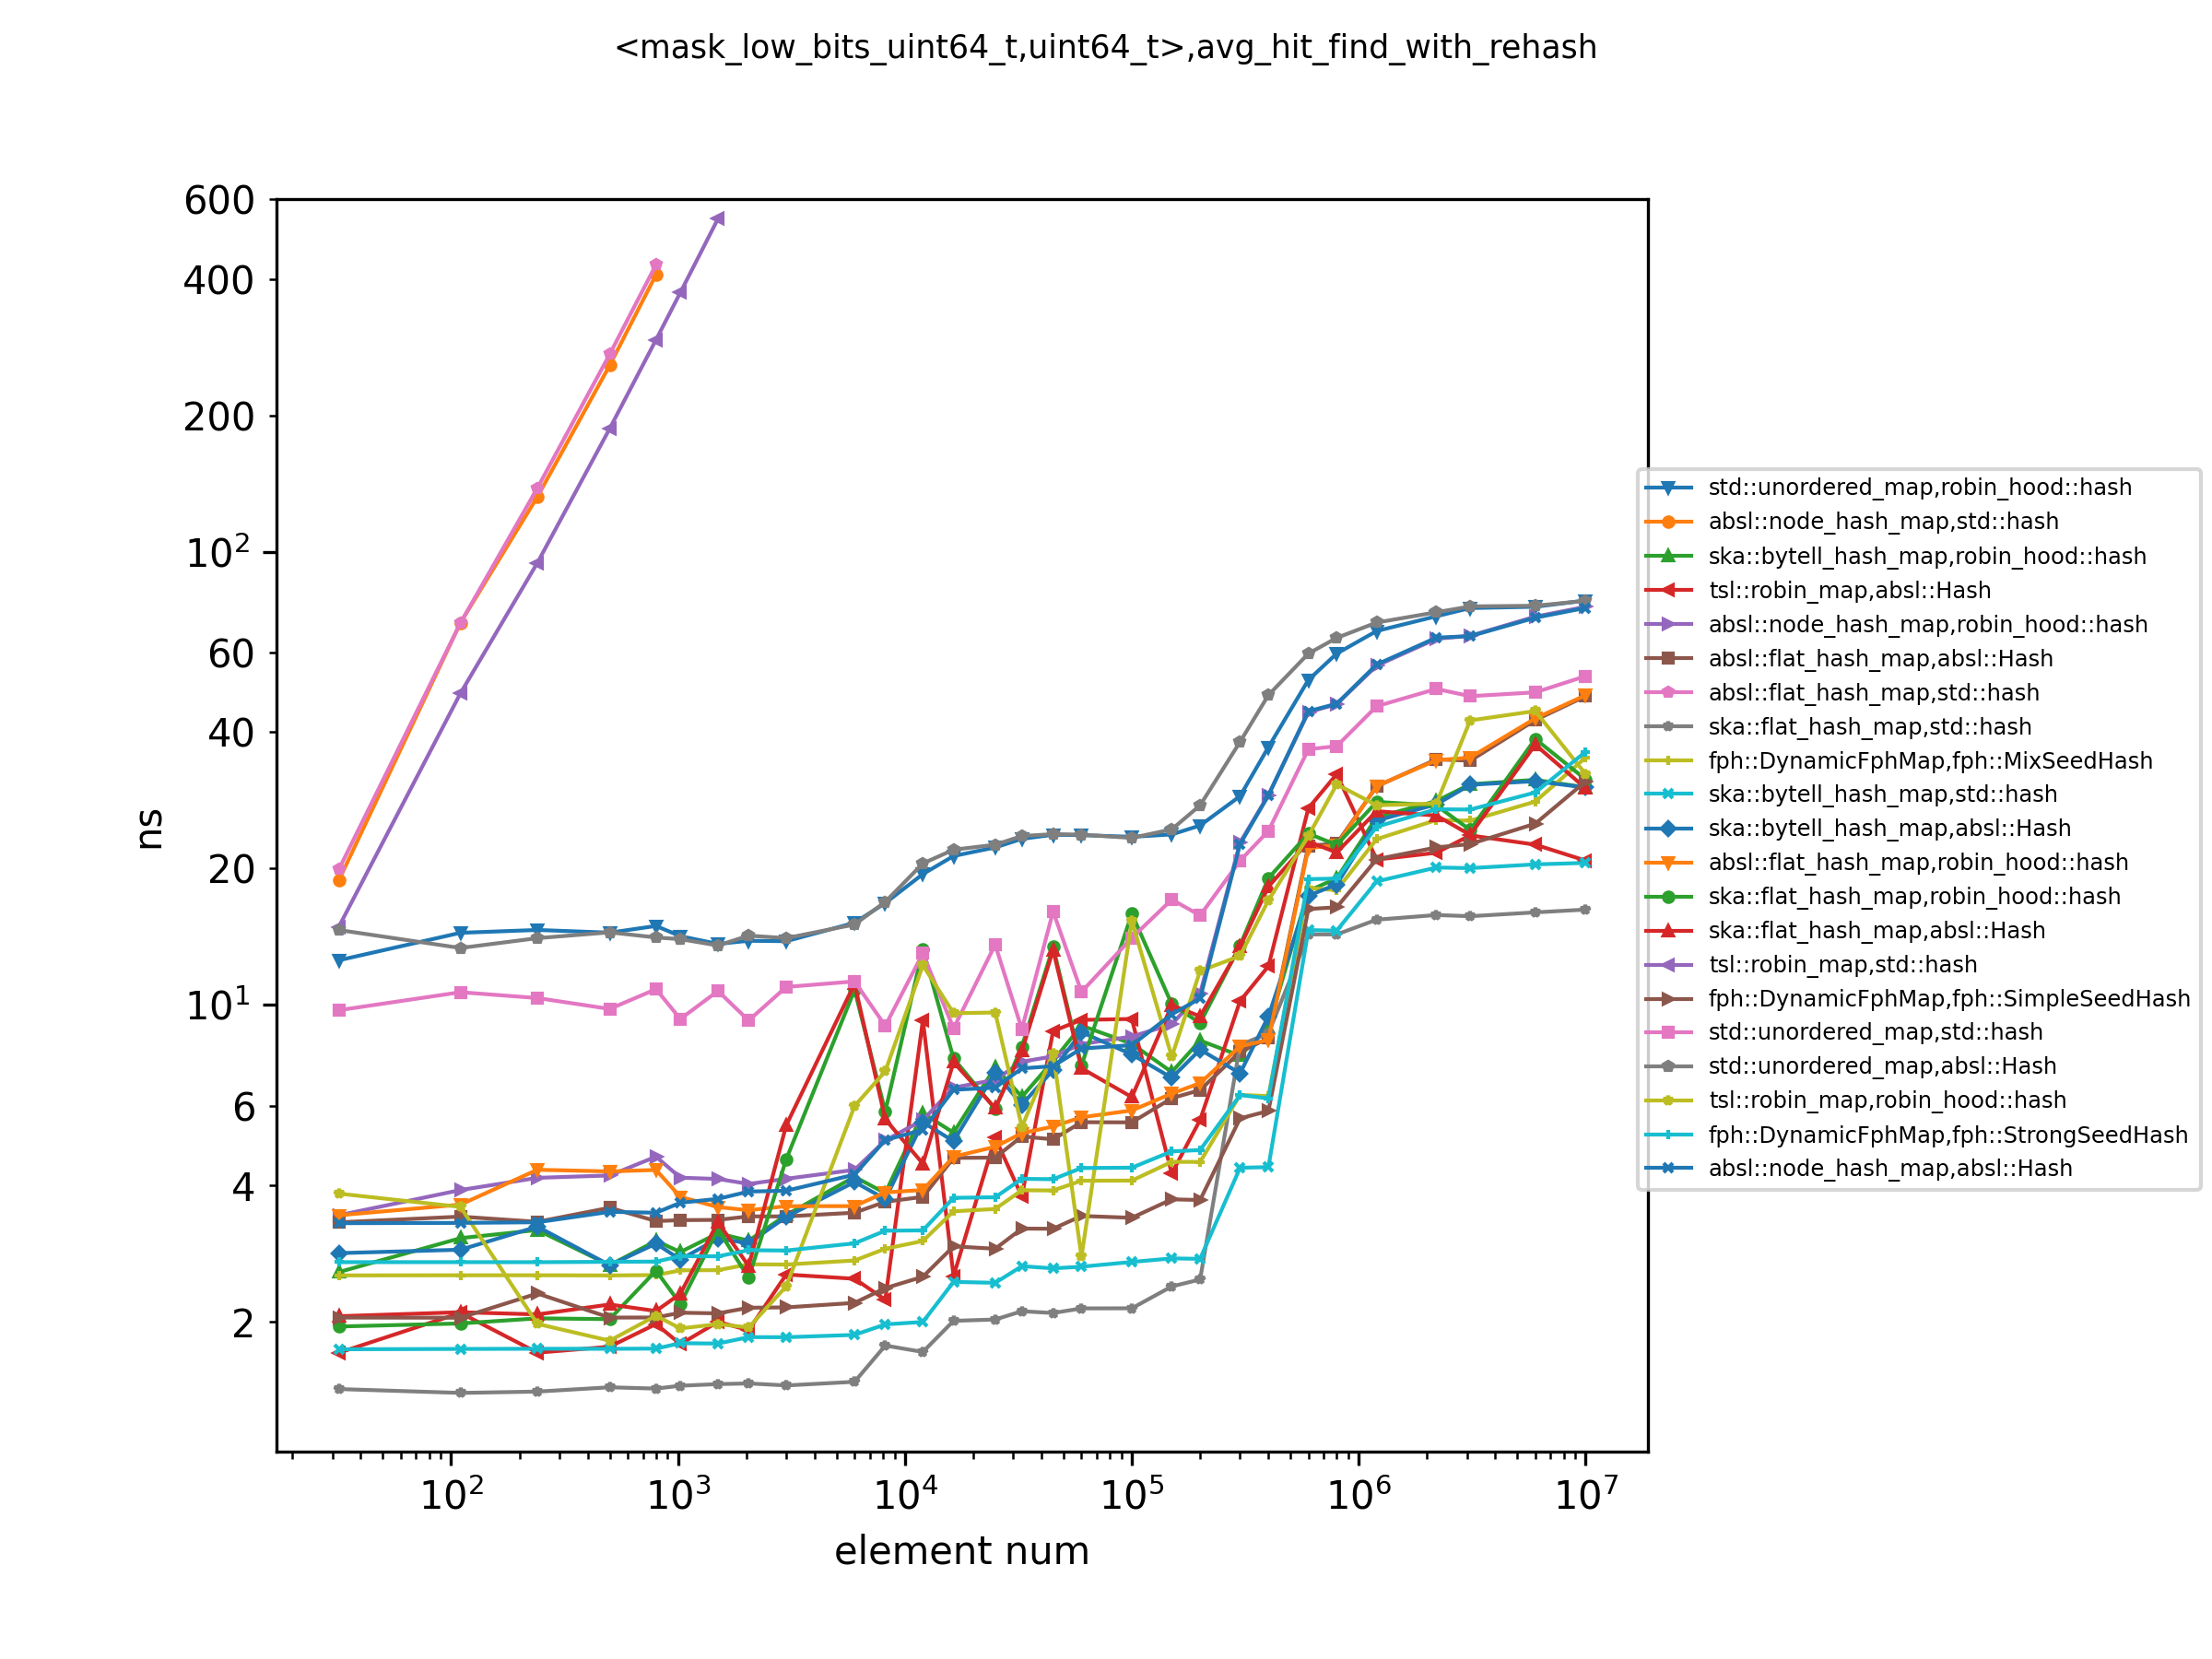 <mask_low_bits_uint64_t,uint64_t>,avg_hit_find_with_rehash
600
400
200
10²
60
40
20
10¹
6
4
2
ns
10² 10³ 10⁴ 10⁵ 10⁶ 10⁷
element num
std::unordered_map,robin_hood::hash
absl::node_hash_map,std::hash
ska::bytell_hash_map,robin_hood::hash
tsl::robin_map,absl::Hash
absl::node_hash_map,robin_hood::hash
absl::flat_hash_map,absl::Hash
absl::flat_hash_map,std::hash
ska::flat_hash_map,std::hash
fph::DynamicFphMap,fph::MixSeedHash
ska::bytell_hash_map,std::hash
ska::bytell_hash_map,absl::Hash
absl::flat_hash_map,robin_hood::hash
ska::flat_hash_map,robin_hood::hash
ska::flat_hash_map,absl::Hash
tsl::robin_map,std::hash
fph::DynamicFphMap,fph::SimpleSeedHash
std::unordered_map,std::hash
std::unordered_map,absl::Hash
tsl::robin_map,robin_hood::hash
fph::DynamicFphMap,fph::StrongSeedHash
absl::node_hash_map,absl::Hash